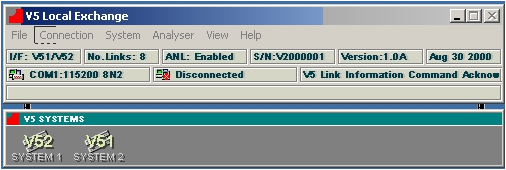 V5 Local Exchange
File Connection System Analyser View Help
I/F: V51/V52 No.Links: 8 ANL: Enabled S/N:V2000001 Version:1.0A Aug 30 2000
COM1:115200 8N2 Disconnected V5 Link Information Command Acknow
V5 SYSTEMS
V52 V51
SYSTEM 1 SYSTEM 2